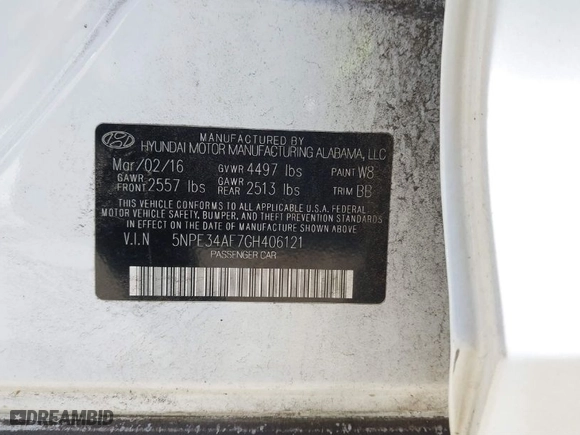 MANUFACTURED BY
HYUNDAI MOTOR MANUFACTURING ALABAMA, LLC
Mar/02/16 GVWR 4497 lbs PAINT W8
GAWR FRONT 2557 lbs GAWR REAR 2513 lbs TRIM BB
THIS VEHICLE CONFORMS TO ALL APPLICABLE U.S.A. FEDERAL
MOTOR VEHICLE SAFETY, BUMPER, AND THEFT PREVENTION STANDARDS
IN EFFECT ON THE DATE OF MANUFACTURE SHOWN ABOVE.
V.I.N 5NPE34AF7GH406121
PASSENGER CAR
DREAMBID